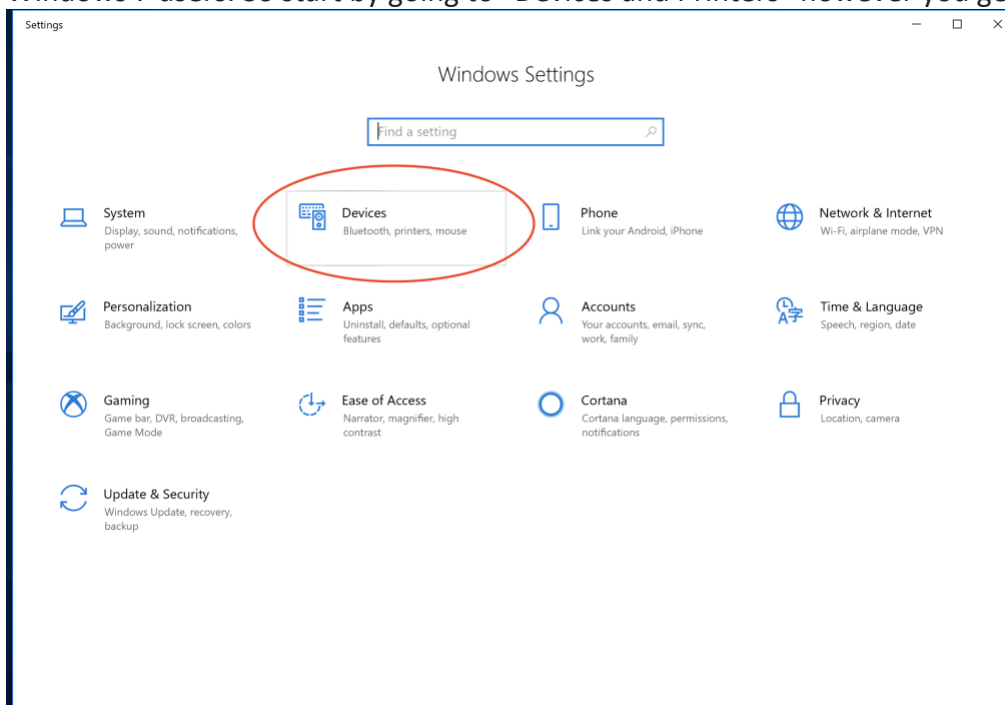 Settings
Windows Settings
Find a setting
System
Display, sound, notifications,
power
Devices
Bluetooth, printers, mouse
Phone
Link your Android, iPhone
Network & Internet
Wi-Fi, airplane mode, VPN
Personalization
Background, lock screen, colors
Apps
Uninstall, defaults, optional
features
Accounts
Your accounts, email, sync,
work, family
Time & Language
Speech, region, date
Gaming
Game bar, DVR, broadcasting,
Game Mode
Ease of Access
Narrator, magnifier, high
contrast
Cortana
Cortana language, permissions,
notifications
Privacy
Location, camera
Update & Security
Windows Update, recovery,
backup